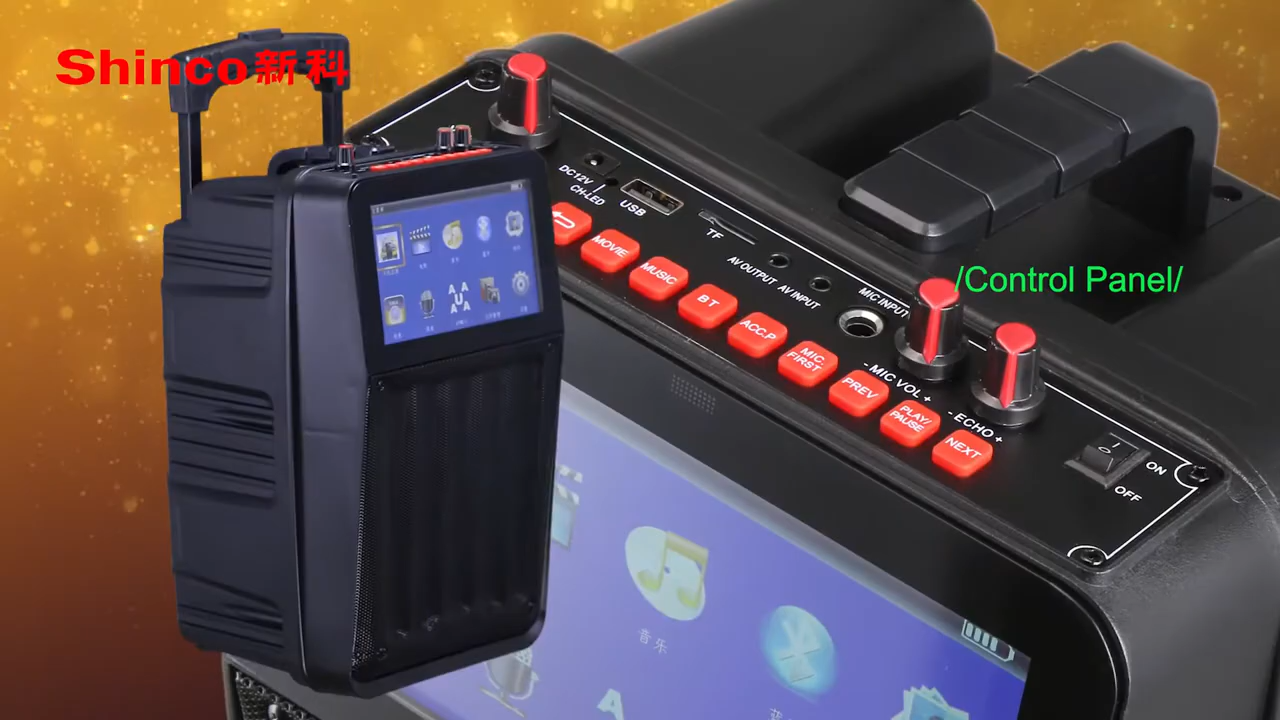 Shinco新科
DC12V
CH-LED
USB
TF
AV OUTPUT
AV INPUT
MIC INPUT
MOVIE
MUSIC
BT
ACC.P
MIC.
FIRST
PREV
PLAY/
PAUSE
NEXT
- MIC VOL +
- ECHO +
ON
OFF
/Control Panel/
音乐